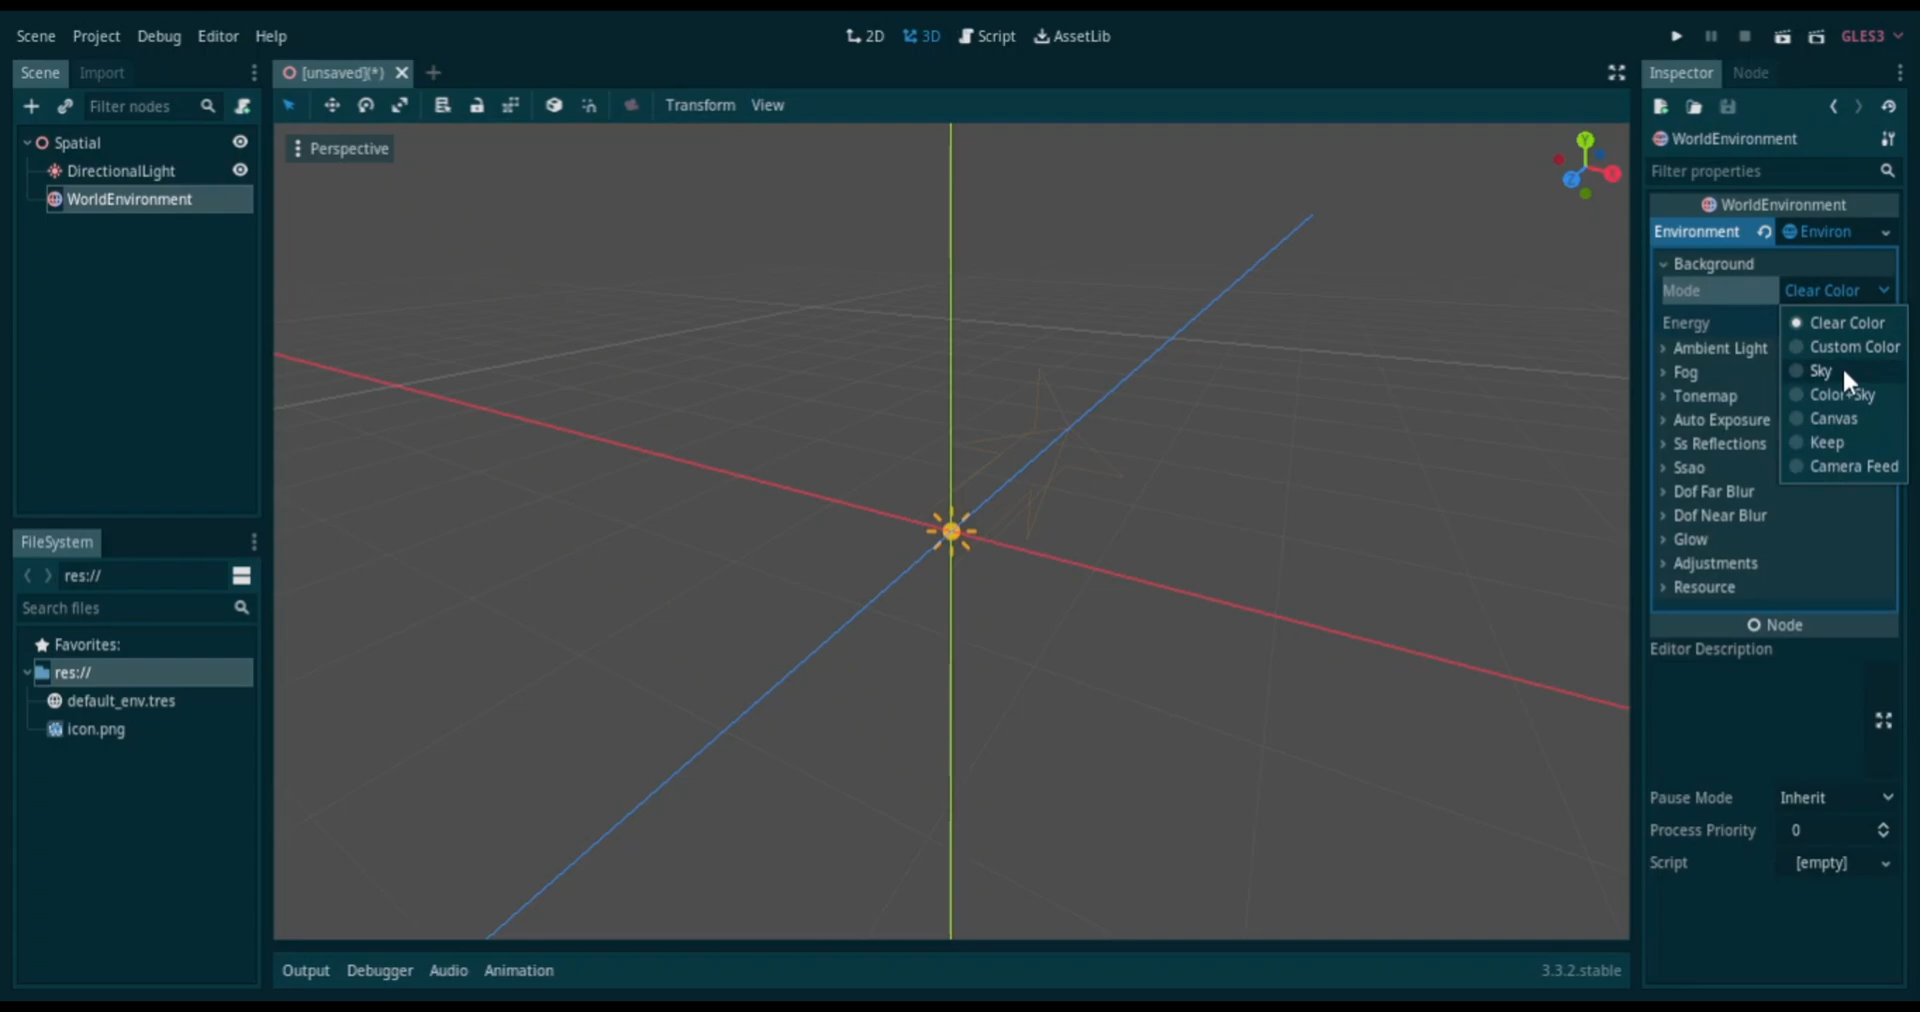 Scene Project Debug Editor Help
2D 3D Script AssetLib
GLES3
Scene Import
[unsaved](*)
Inspector Node
Filter nodes
Transform View
Perspective
Y
X
Z
Spatial
DirectionalLight
WorldEnvironment
WorldEnvironment
Filter properties
WorldEnvironment
Environment Environ
Background
Mode Clear Color
Energy
Ambient Light
Fog
Tonemap
Auto Exposure
Ss Reflections
Ssao
Dof Far Blur
Dof Near Blur
Glow
Adjustments
Resource
Clear Color
Custom Color
Sky
Color+Sky
Canvas
Keep
Camera Feed
Node
Editor Description
Pause Mode Inherit
Process Priority 0
Script [empty]
FileSystem
res://
Search files
Favorites:
res://
default_env.tres
icon.png
Output Debugger Audio Animation
3.3.2.stable